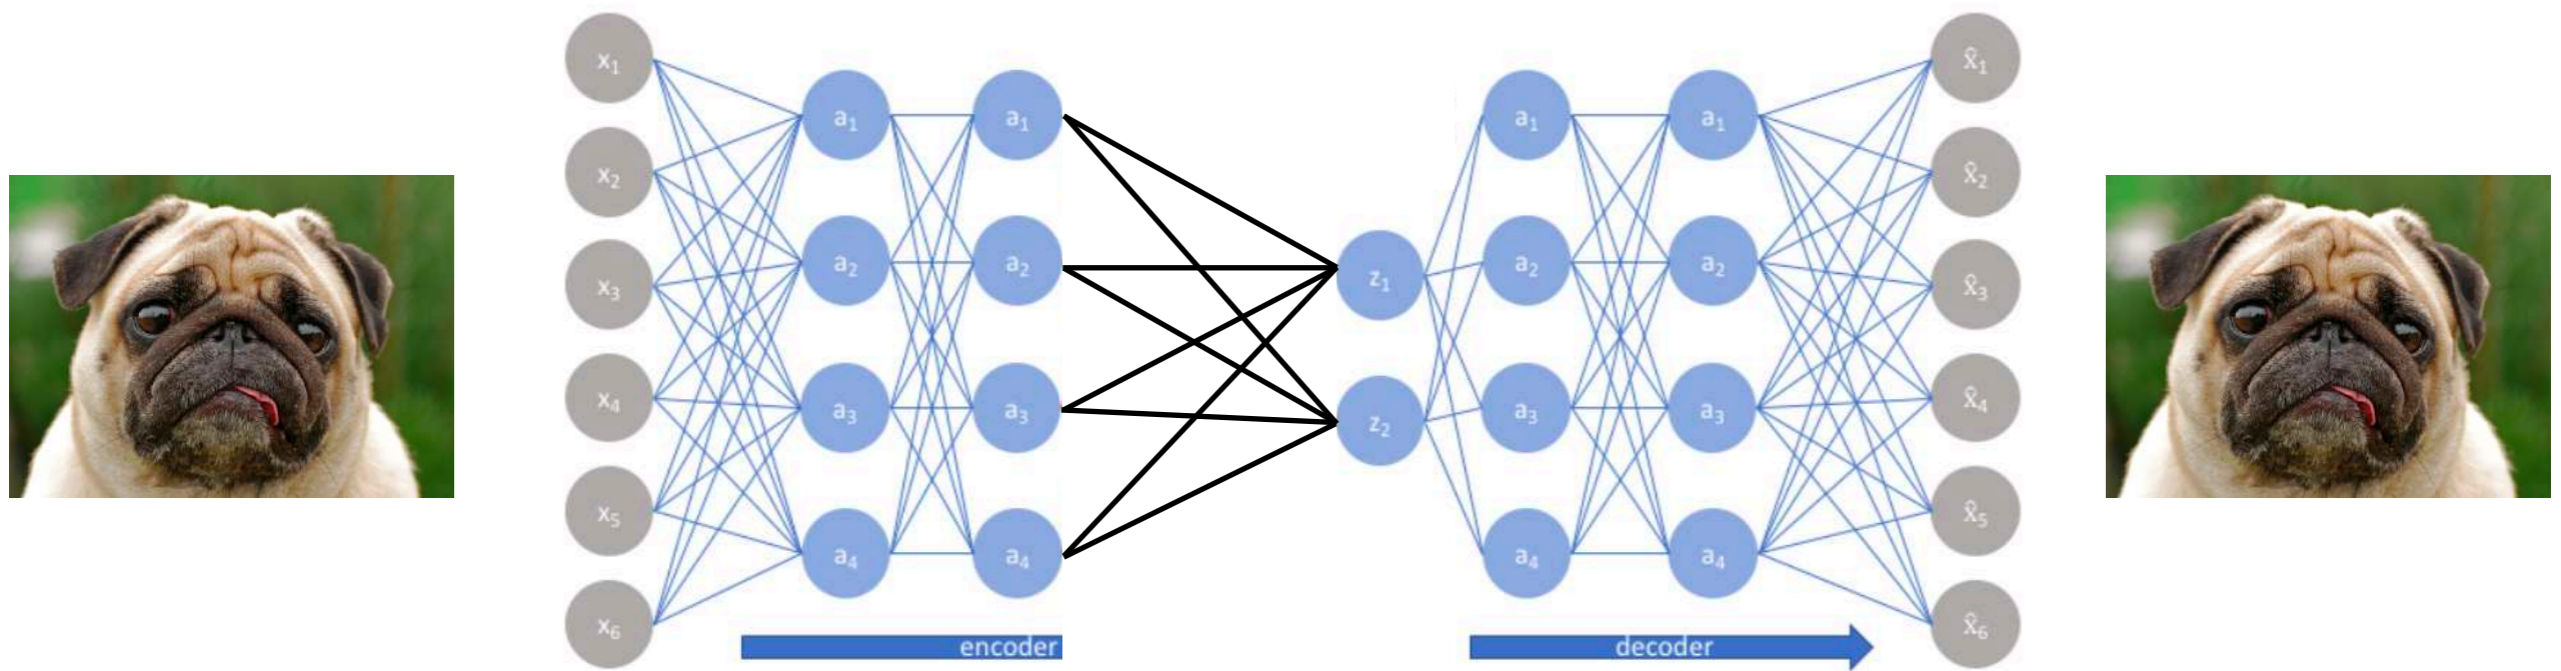 x₁
x₂
x₃
x₄
x₅
x₆
a₁
a₂
a₃
a₄
a₁
a₂
a₃
a₄
z₁
z₂
a₁
a₂
a₃
a₄
a₁
a₂
a₃
a₄
x̂₁
x̂₂
x̂₃
x̂₄
x̂₅
x̂₆
encoder
decoder